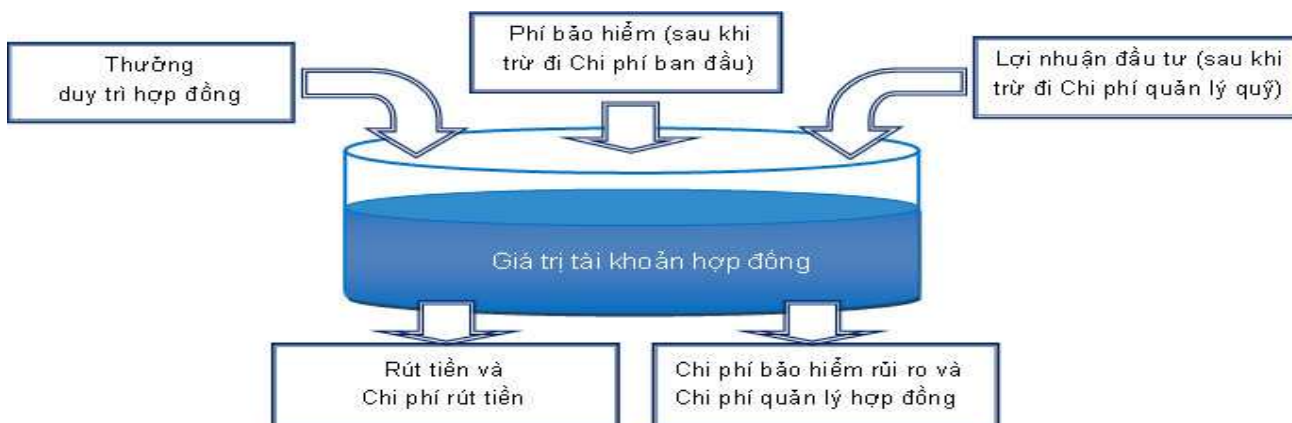 Thưởng
duy trì hợp đồng
Phí bảo hiểm (sau khi
trừ đi Chi phí ban đầu)
Lợi nhuận đầu tư (sau khi
trừ đi Chi phí quản lý quỹ)
Giá trị tài khoản hợp đồng
Rút tiền và
Chi phí rút tiền
Chi phí bảo hiểm rủi ro và
Chi phí quản lý hợp đồng